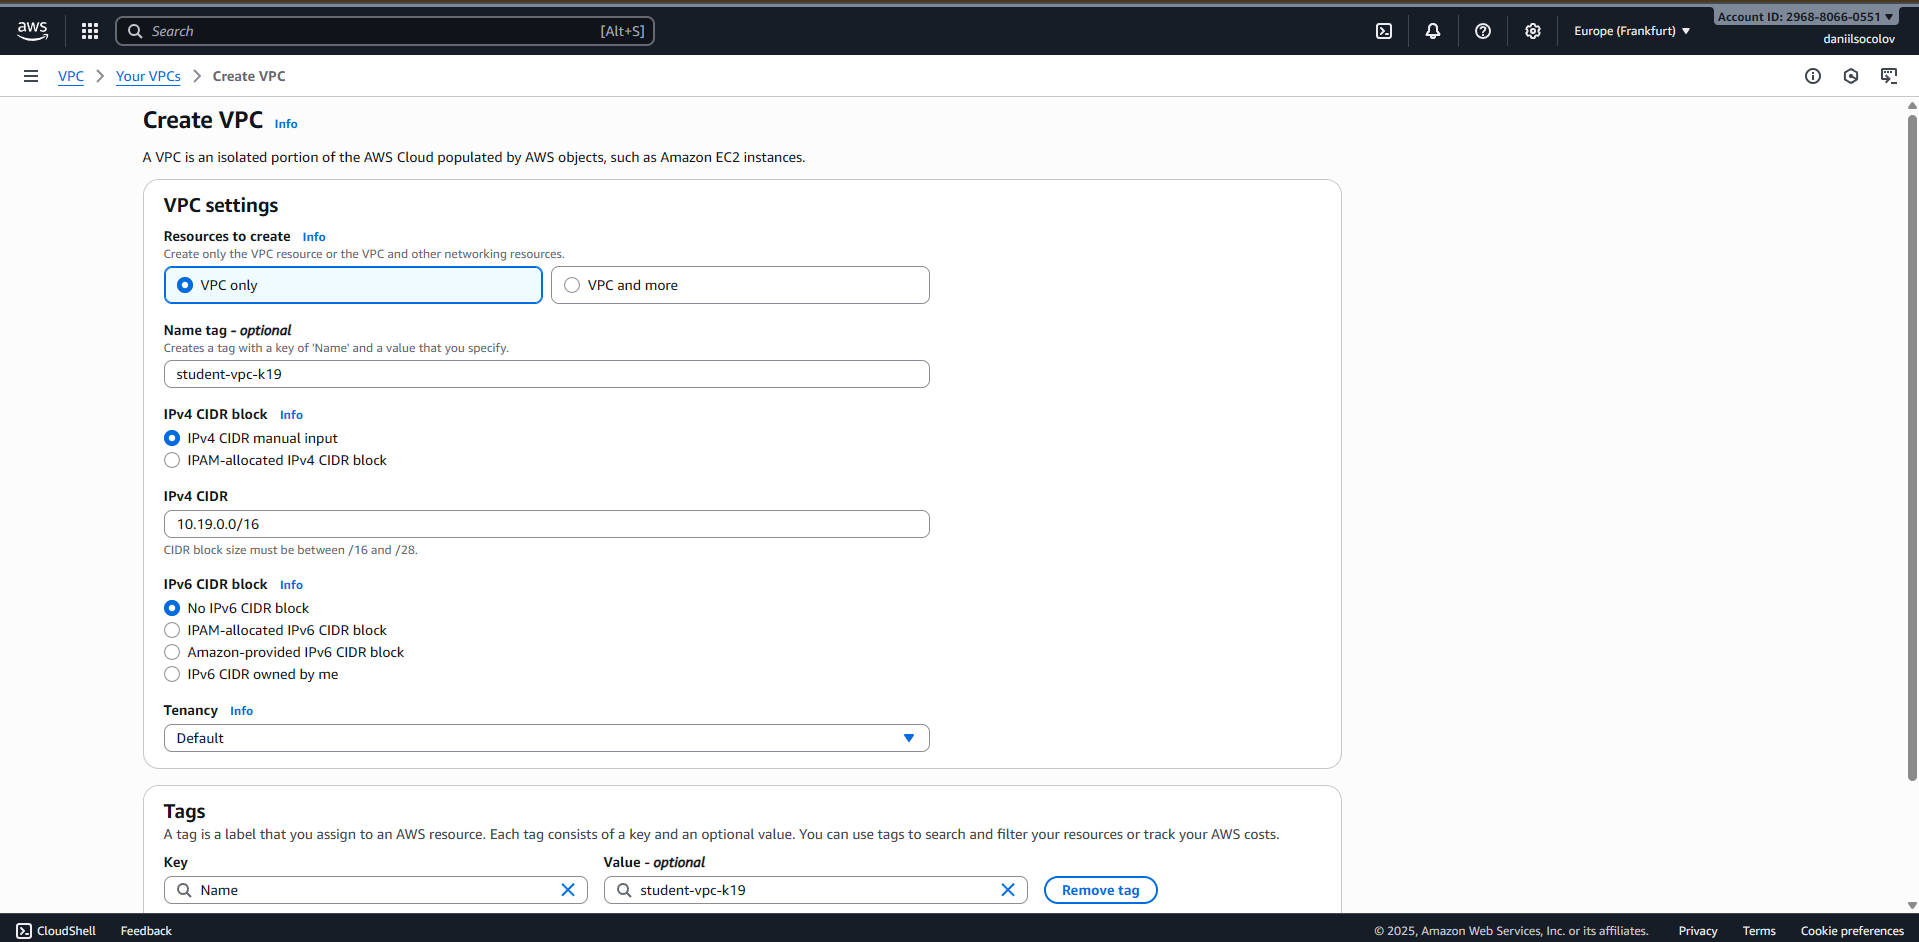 aws
Search [Alt+S]
Europe (Frankfurt)
Account ID: 2968-8066-0551
daniilsocolov
VPC Your VPCs Create VPC
Create VPC Info
A VPC is an isolated portion of the AWS Cloud populated by AWS objects, such as Amazon EC2 instances.
VPC settings
Resources to create Info
Create only the VPC resource or the VPC and other networking resources.
VPC only VPC and more
Name tag - optional
Creates a tag with a key of 'Name' and a value that you specify.
student-vpc-k19
IPv4 CIDR block Info
IPv4 CIDR manual input
IPAM-allocated IPv4 CIDR block
IPv4 CIDR
10.19.0.0/16
CIDR block size must be between /16 and /28.
IPv6 CIDR block Info
No IPv6 CIDR block
IPAM-allocated IPv6 CIDR block
Amazon-provided IPv6 CIDR block
IPv6 CIDR owned by me
Tenancy Info
Default
Tags
A tag is a label that you assign to an AWS resource. Each tag consists of a key and an optional value. You can use tags to search and filter your resources or track your AWS costs.
Key Value - optional
Name student-vpc-k19 Remove tag
CloudShell Feedback © 2025, Amazon Web Services, Inc. or its affiliates. Privacy Terms Cookie preferences